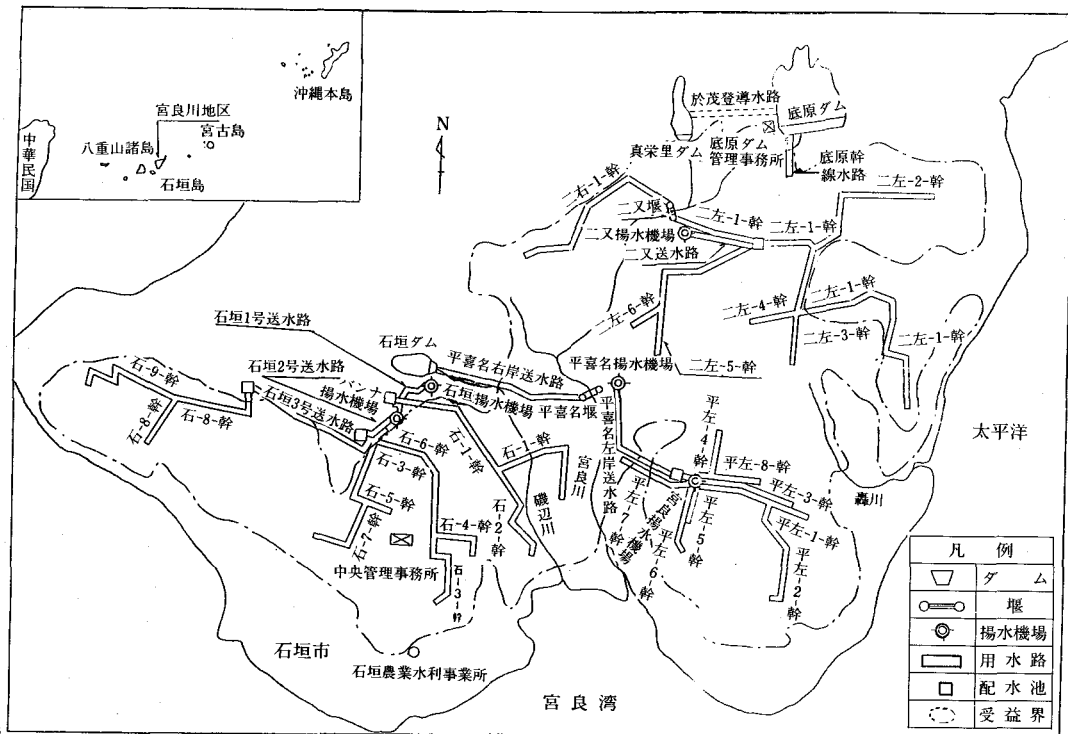 沖縄本島
宮良川地区
宮古島
八重山諸島
石垣島
中華民国
N
於茂登導水路
底原ダム
真栄里ダム
底原ダム
管理事務所
底原幹
線水路
二右-1-幹
二又堰
二左-1-幹
二左-2-幹
二左-1-幹
二又揚水機場
二又送水路
二左-6-幹
二左-4-幹
二左-1-幹
二左-3-幹
二左-1-幹
二左-5-幹
石垣1号送水路
石垣ダム
平喜名右岸送水路
平喜名揚水機場
石垣2号送水路
バンナ
揚水機場
石垣揚水機場
平喜名堰
石垣3号送水路
石-9-幹
石-8-幹
石-8-幹
石-6-幹
石-3-幹
石-1-幹
石-1-幹
石-5-幹
石-7-幹
石-4-幹
石-2-幹
石-3-幹
中央管理事務所
宮良川
磯辺川
平喜名左岸送水路
平左-4-幹
平左-8-幹
平左-3-幹
平左-1-幹
平左-2-幹
平左-5-幹
宮良揚水機場
平左-6-幹
平左-7-幹
太平洋
轟川
石垣市
石垣農業水利事業所
宮良湾
凡例
ダム
堰
揚水機場
用水路
配水池
受益界